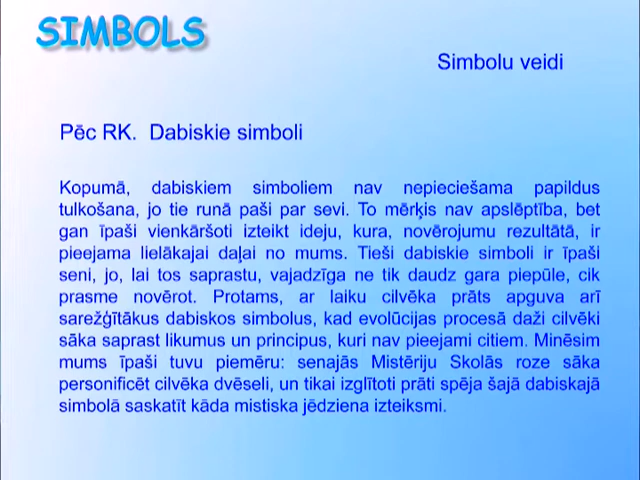 SIMBOLS
Simbolu veidi
Pēc RK. Dabiskie simboli
Kopumā, dabiskiem simboliem nav nepieciešama papildus
tulkošana, jo tie runā paši par sevi. To mērķis nav apslēptība, bet
gan īpaši vienkāršoti izteikt ideju, kura, novērojumu rezultātā, ir
pieejama lielākajai daļai no mums. Tieši dabiskie simboli ir īpaši
seni, jo, lai tos saprastu, vajadzīga ne tik daudz gara piepūle, cik
prasme novērot. Protams, ar laiku cilvēka prāts apguva arī
sarežģītākus dabiskos simbolus, kad evolūcijas procesā daži cilvēki
sāka saprast likumus un principus, kuri nav pieejami citiem. Minēsim
mums īpaši tuvu piemēru: senajās Mistēriju Skolās roze sāka
personificēt cilvēka dvēseli, un tikai izglītoti prāti spēja šajā dabiskajā
simbolā saskatīt kāda mistiska jēdziena izteiksmi.